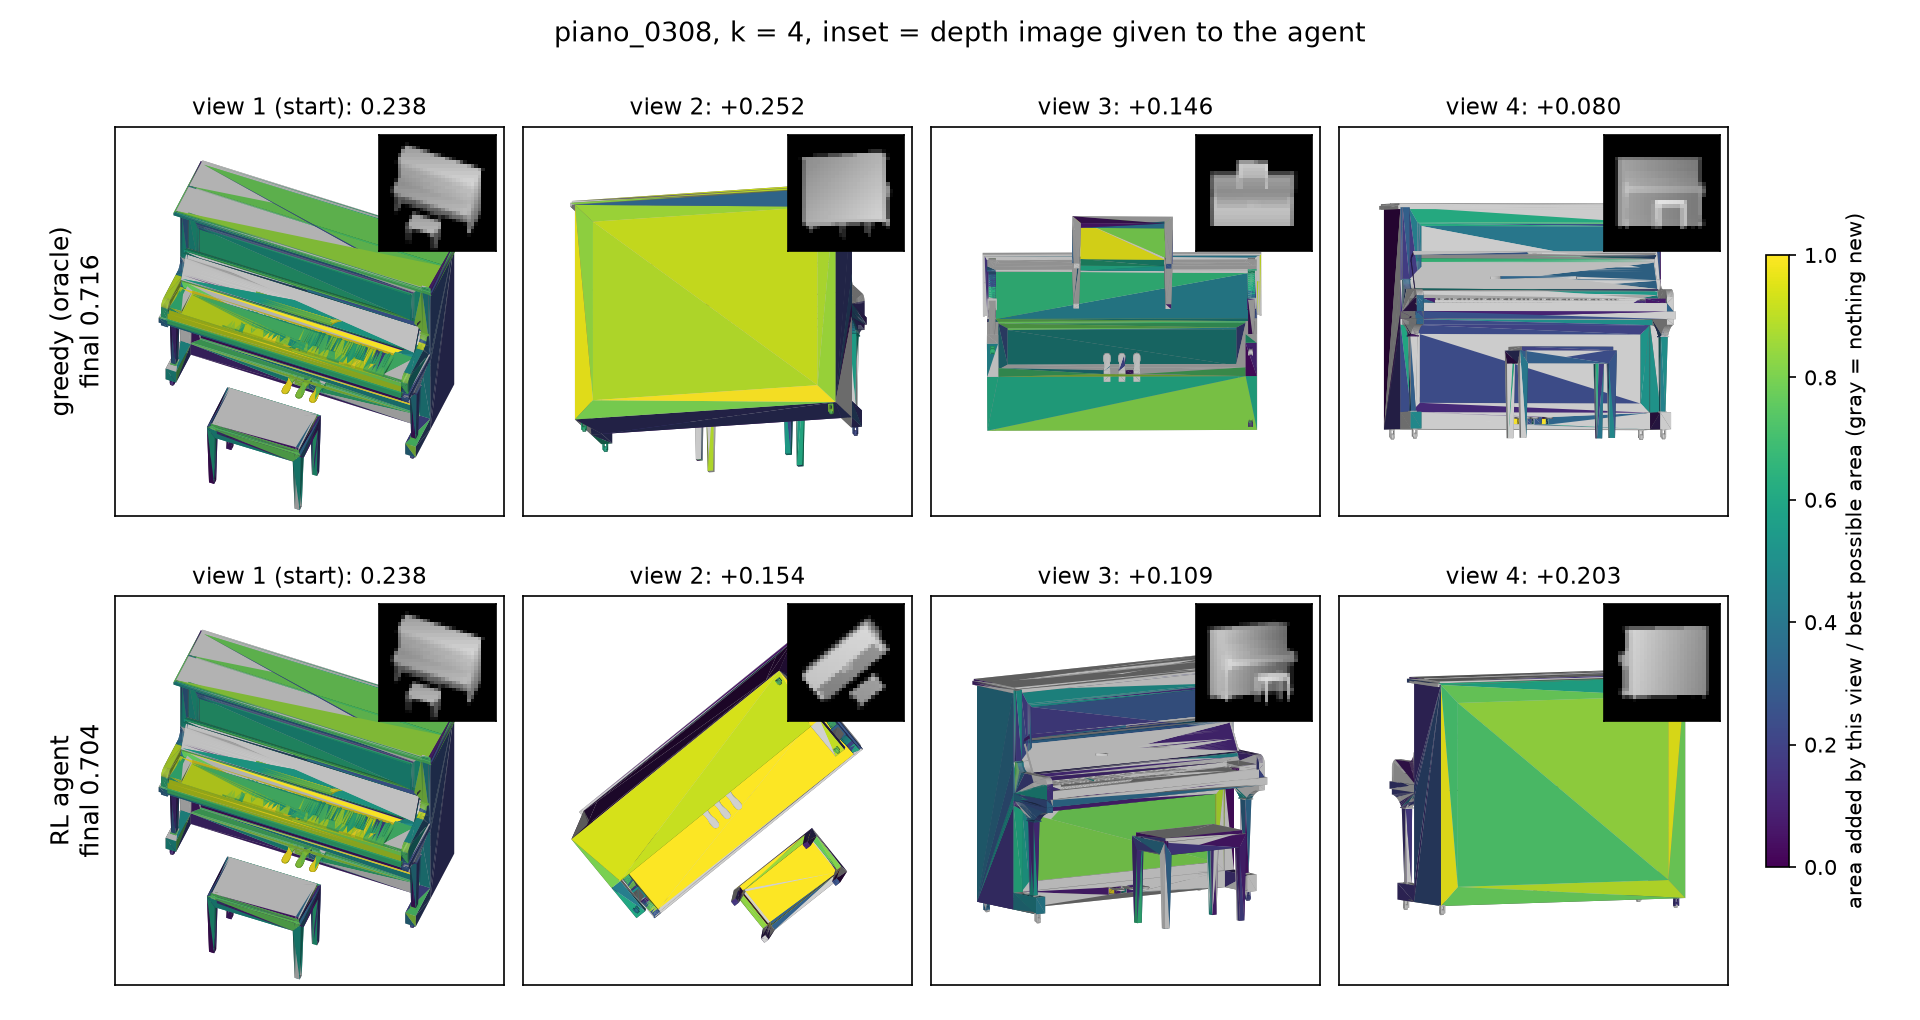 piano_0308, k = 4, inset = depth image given to the agent
view 1 (start): 0.238
view 2: +0.252
view 3: +0.146
view 4: +0.080
greedy (oracle)
final 0.716
view 1 (start): 0.238
view 2: +0.154
view 3: +0.109
view 4: +0.203
RL agent
final 0.704
1.0
0.8
0.6
0.4
0.2
0.0
area added by this view / best possible area (gray = nothing new)